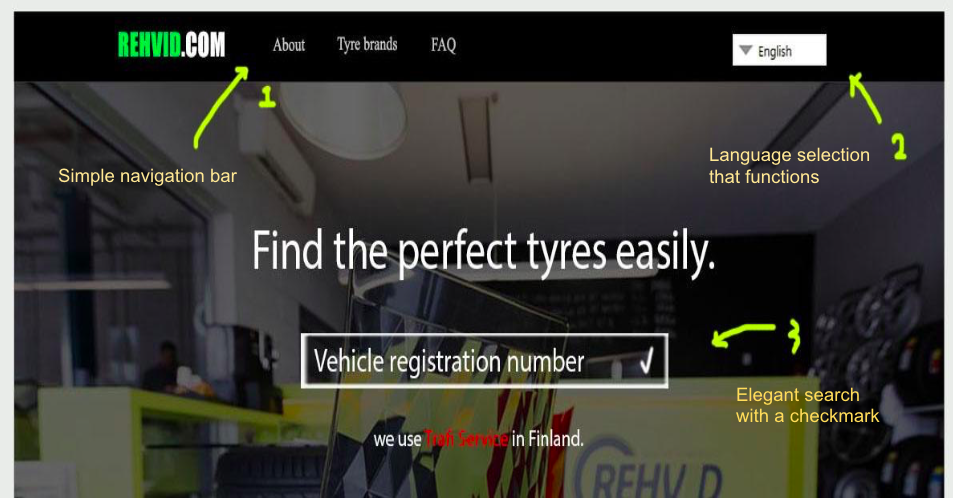 REHVID.COM About Tyre brands FAQ English
1
2
Simple navigation bar
Language selection
that functions
Find the perfect tyres easily.
3
Vehicle registration number
Elegant search
with a checkmark
we use Trafi Service in Finland.
REHV D